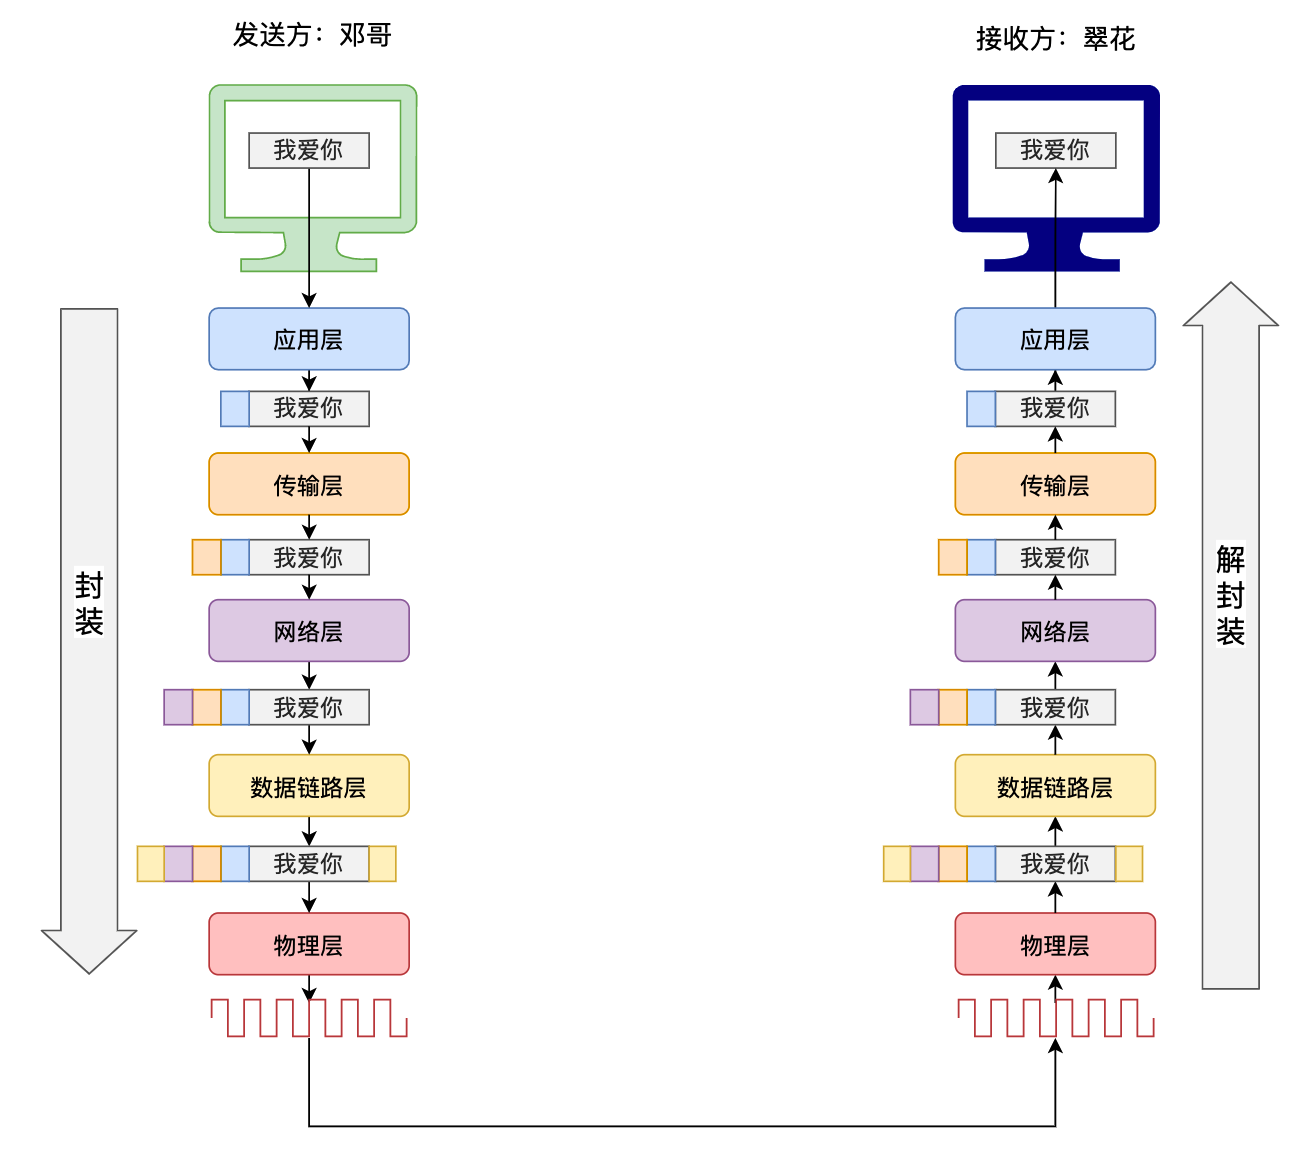 发送方：邓哥
接收方：翠花
我爱你
我爱你
应用层
应用层
我爱你
我爱你
传输层
传输层
我爱你
我爱你
封装
解封装
网络层
网络层
我爱你
我爱你
数据链路层
数据链路层
我爱你
我爱你
物理层
物理层